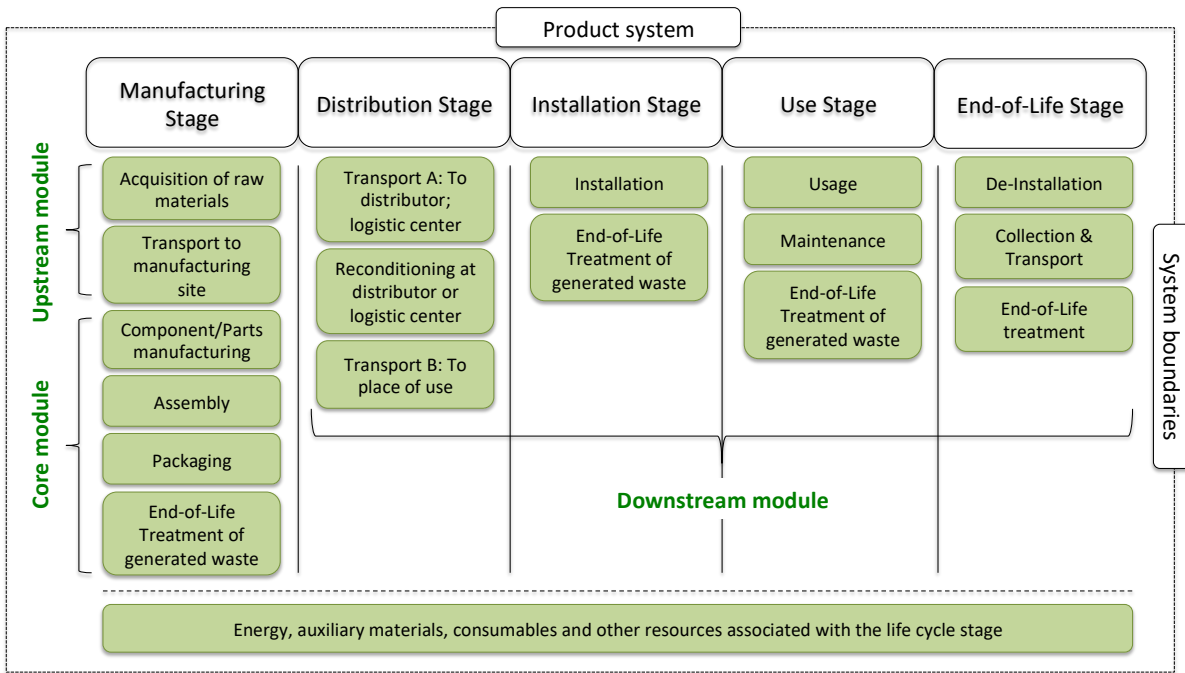 Product system
Manufacturing
Stage
Distribution Stage
Installation Stage
Use Stage
End-of-Life Stage
Upstream module
Acquisition of raw
materials
Transport to
manufacturing
site
Core module
Component/Parts
manufacturing
Assembly
Packaging
End-of-Life
Treatment of
generated waste
Transport A: To
distributor;
logistic center
Reconditioning at
distributor or
logistic center
Transport B: To
place of use
Installation
End-of-Life
Treatment of
generated waste
Usage
Maintenance
End-of-Life
Treatment of
generated waste
De-Installation
Collection &
Transport
End-of-Life
treatment
System boundaries
Downstream module
Energy, auxiliary materials, consumables and other resources associated with the life cycle stage